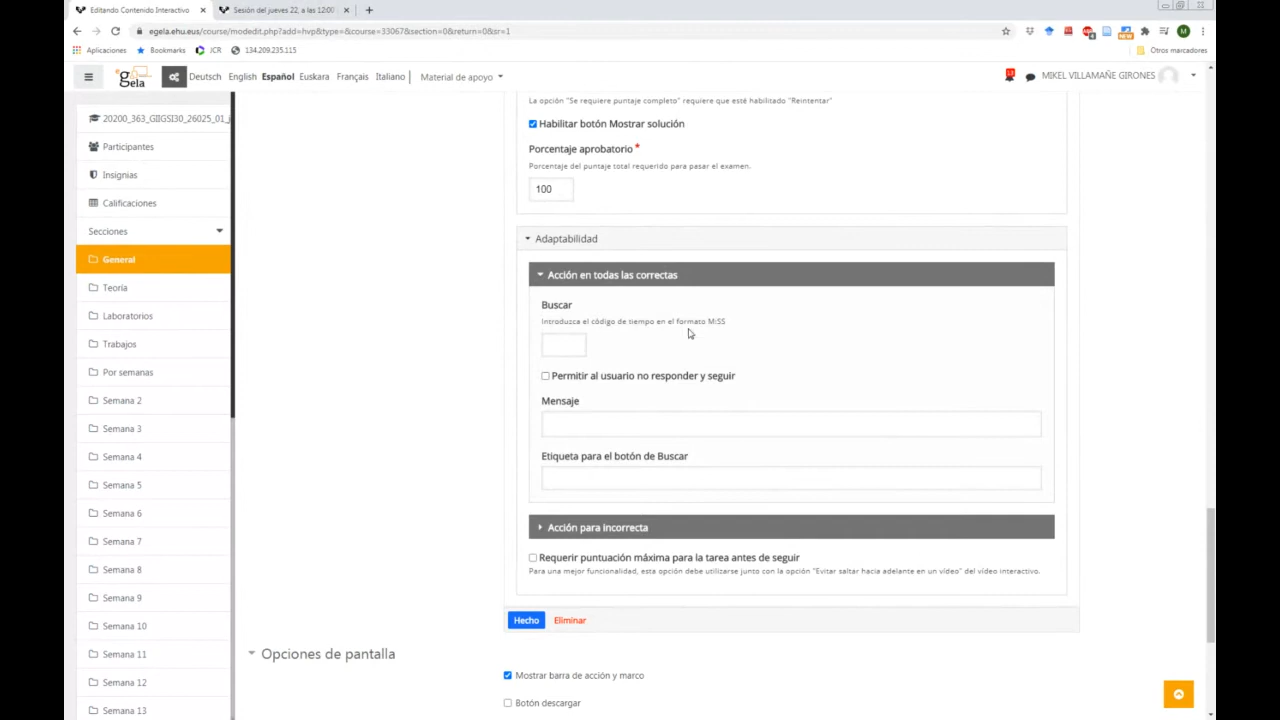 Editando Contenido Interactivo
Sesión del jueves 22, a las 12:00
egela.ehu.eus/course/modedit.php?add=hvp&type=&course=33067&section=0&return=0&sr=1
Aplicaciones
Bookmarks
JCR
134.209.235.115
Otros marcadores
gela
Deutsch
English
Español
Euskara
Français
Italiano
Material de apoyo
MIKEL VILLAMAÑE GIRONES
20200_363_GIIGSI30_26025_01_i
Participantes
Insignias
Calificaciones
Secciones
General
Teoría
Laboratorios
Trabajos
Por semanas
Semana 2
Semana 3
Semana 4
Semana 5
Semana 6
Semana 7
Semana 8
Semana 9
Semana 10
Semana 11
Semana 12
Semana 13
La opción "Se requiere puntaje completo" requiere que esté habilitado "Reintentar"
Habilitar botón Mostrar solución
Porcentaje aprobatorio *
Porcentaje del puntaje total requerido para pasar el examen.
100
Adaptabilidad
Acción en todas las correctas
Buscar
Introduzca el código de tiempo en el formato M:SS
Permitir al usuario no responder y seguir
Mensaje
Etiqueta para el botón de Buscar
Acción para incorrecta
Requerir puntuación máxima para la tarea antes de seguir
Para una mejor funcionalidad, esta opción debe utilizarse junto con la opción "Evitar saltar hacia adelante en un vídeo" del vídeo interactivo.
Hecho
Eliminar
Opciones de pantalla
Mostrar barra de acción y marco
Botón descargar